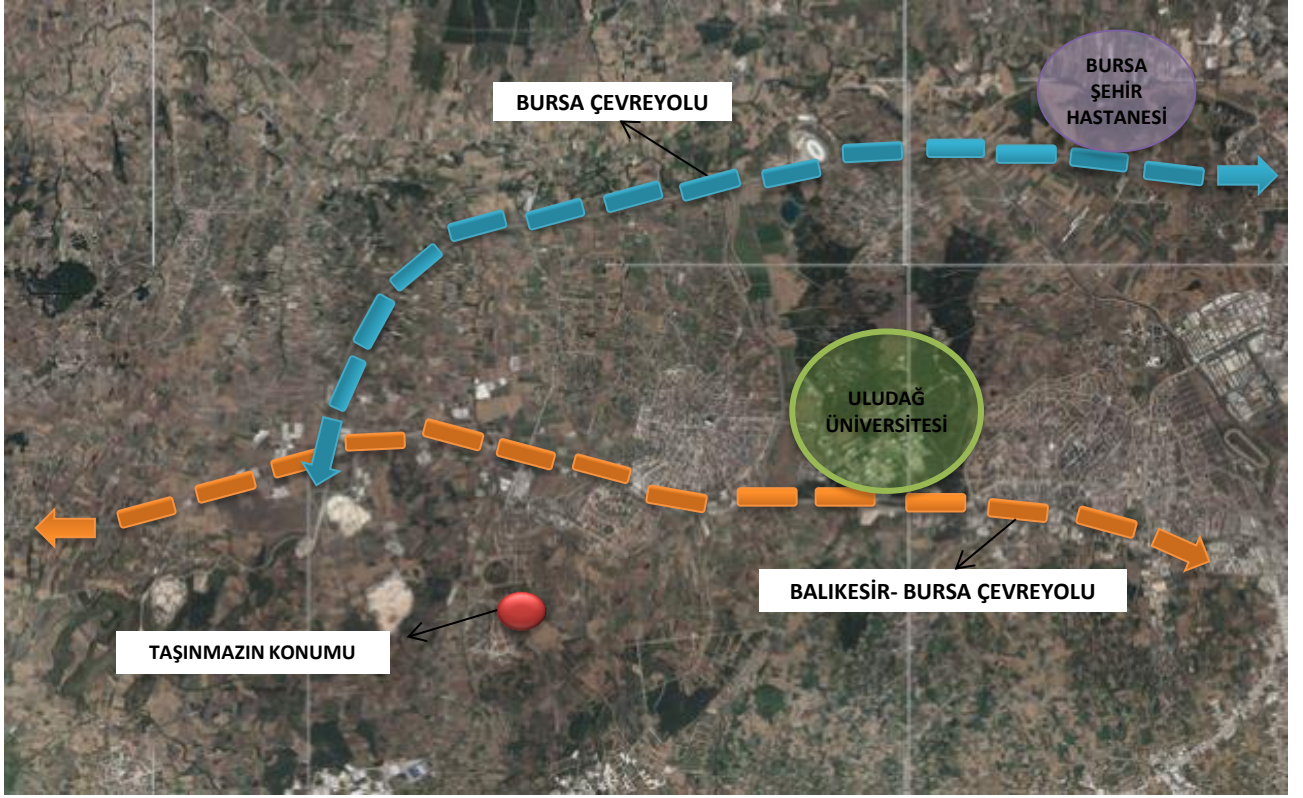 BURSA
ŞEHİR
HASTANESİ
BURSA ÇEVREYOLU
ULUDAĞ
ÜNİVERSİTESİ
BALIKESİR- BURSA ÇEVREYOLU
TAŞINMAZIN KONUMU